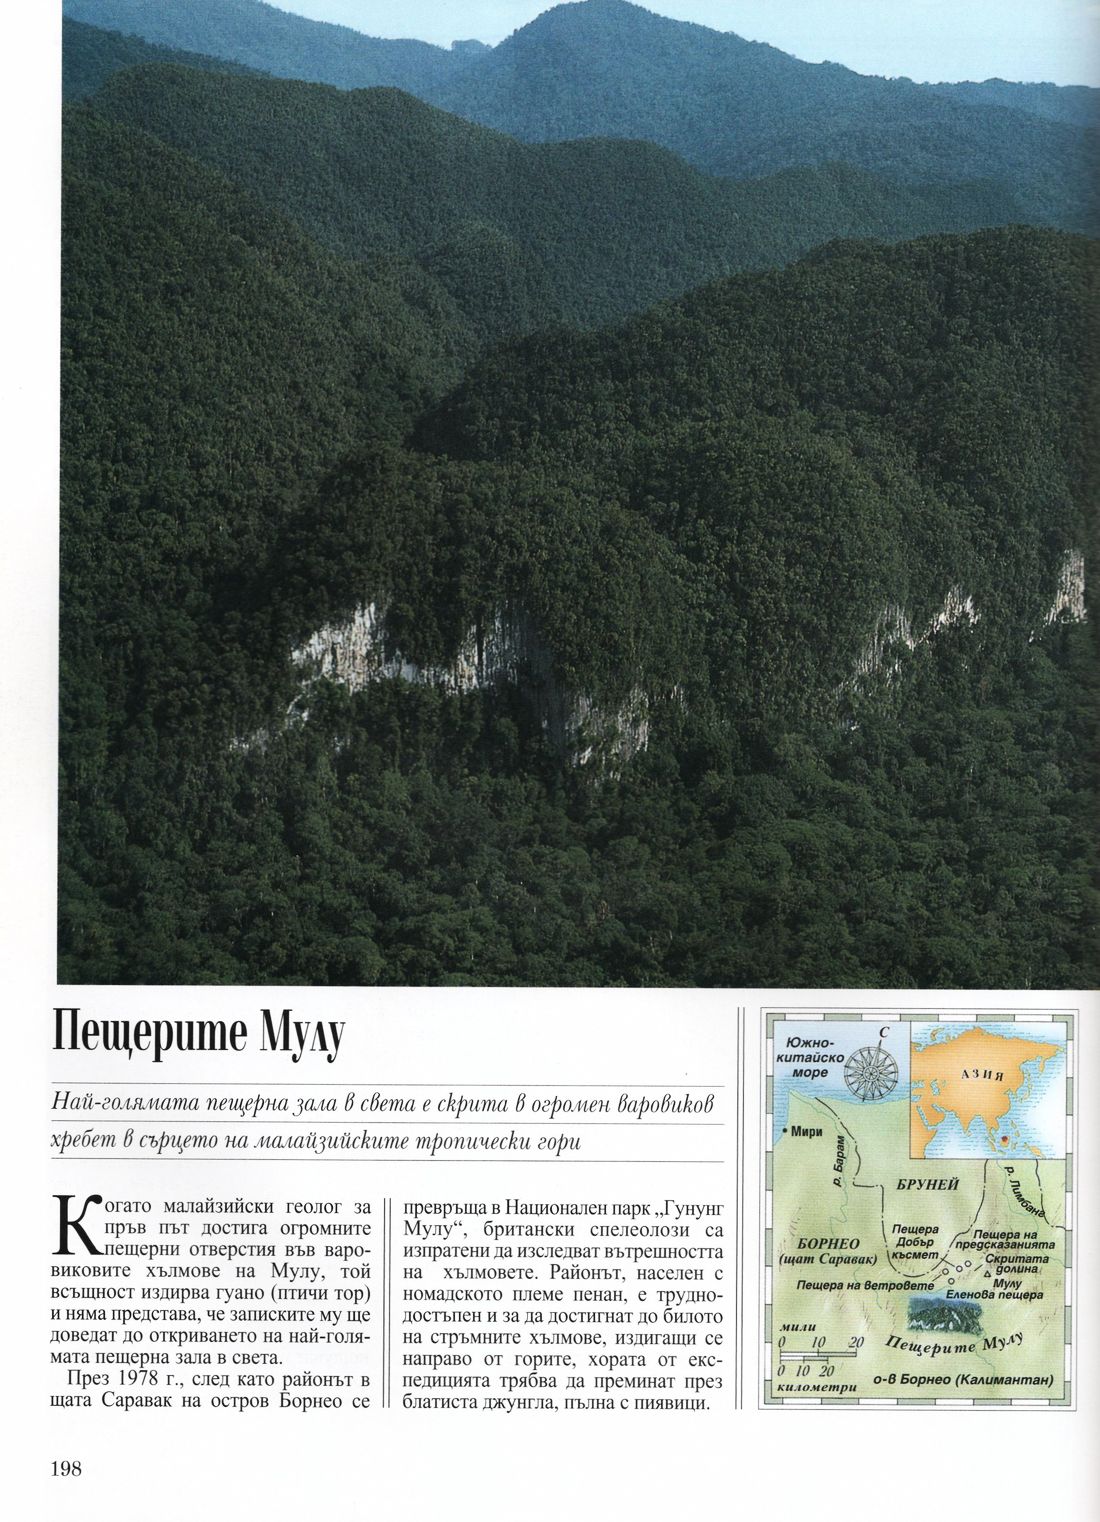 Пещерите Мулу
Най-голямата пещерна зала в света е скрита в огромен варовиков
хребет в сърцето на малайзийските тропически гори
Когато малайзийски геолог за
пръв път достига огромните
пещерни отверстия във варо-
виковите хълмове на Мулу, той
всъщност издирва гуано (птичи тор)
и няма представа, че записките му ще
доведат до откриването на най-голя-
мата пещерна зала в света.
През 1978 г., след като районът в
щата Саравак на остров Борнео се
превръща в Национален парк „Гунунг
Мулу“, британски спелеолози са
изпратени да изследват вътрешността
на хълмовете. Районът, населен с
номадското племе пенан, е трудно-
достъпен и за да достигнат до билото
на стръмните хълмове, издигащи се
направо от горите, хората от екс-
педицията трябва да преминат през
блатиста джунгла, пълна с пиявици.
Южно-
китайско
море
С
АЗИЯ
Мири
р. Барам
БРУНЕЙ
р. Лимбанг
БОРНЕО
(щат Саравак)
Пещера
Добър
късмет
Пещера на
предсказанията
Скритата
долина
Пещера на ветровете
Мулу
Еленова пещера
Пещерите Мулу
мили
0 10 20
0 10 20
километри
о-в Борнео (Калимантан)
198